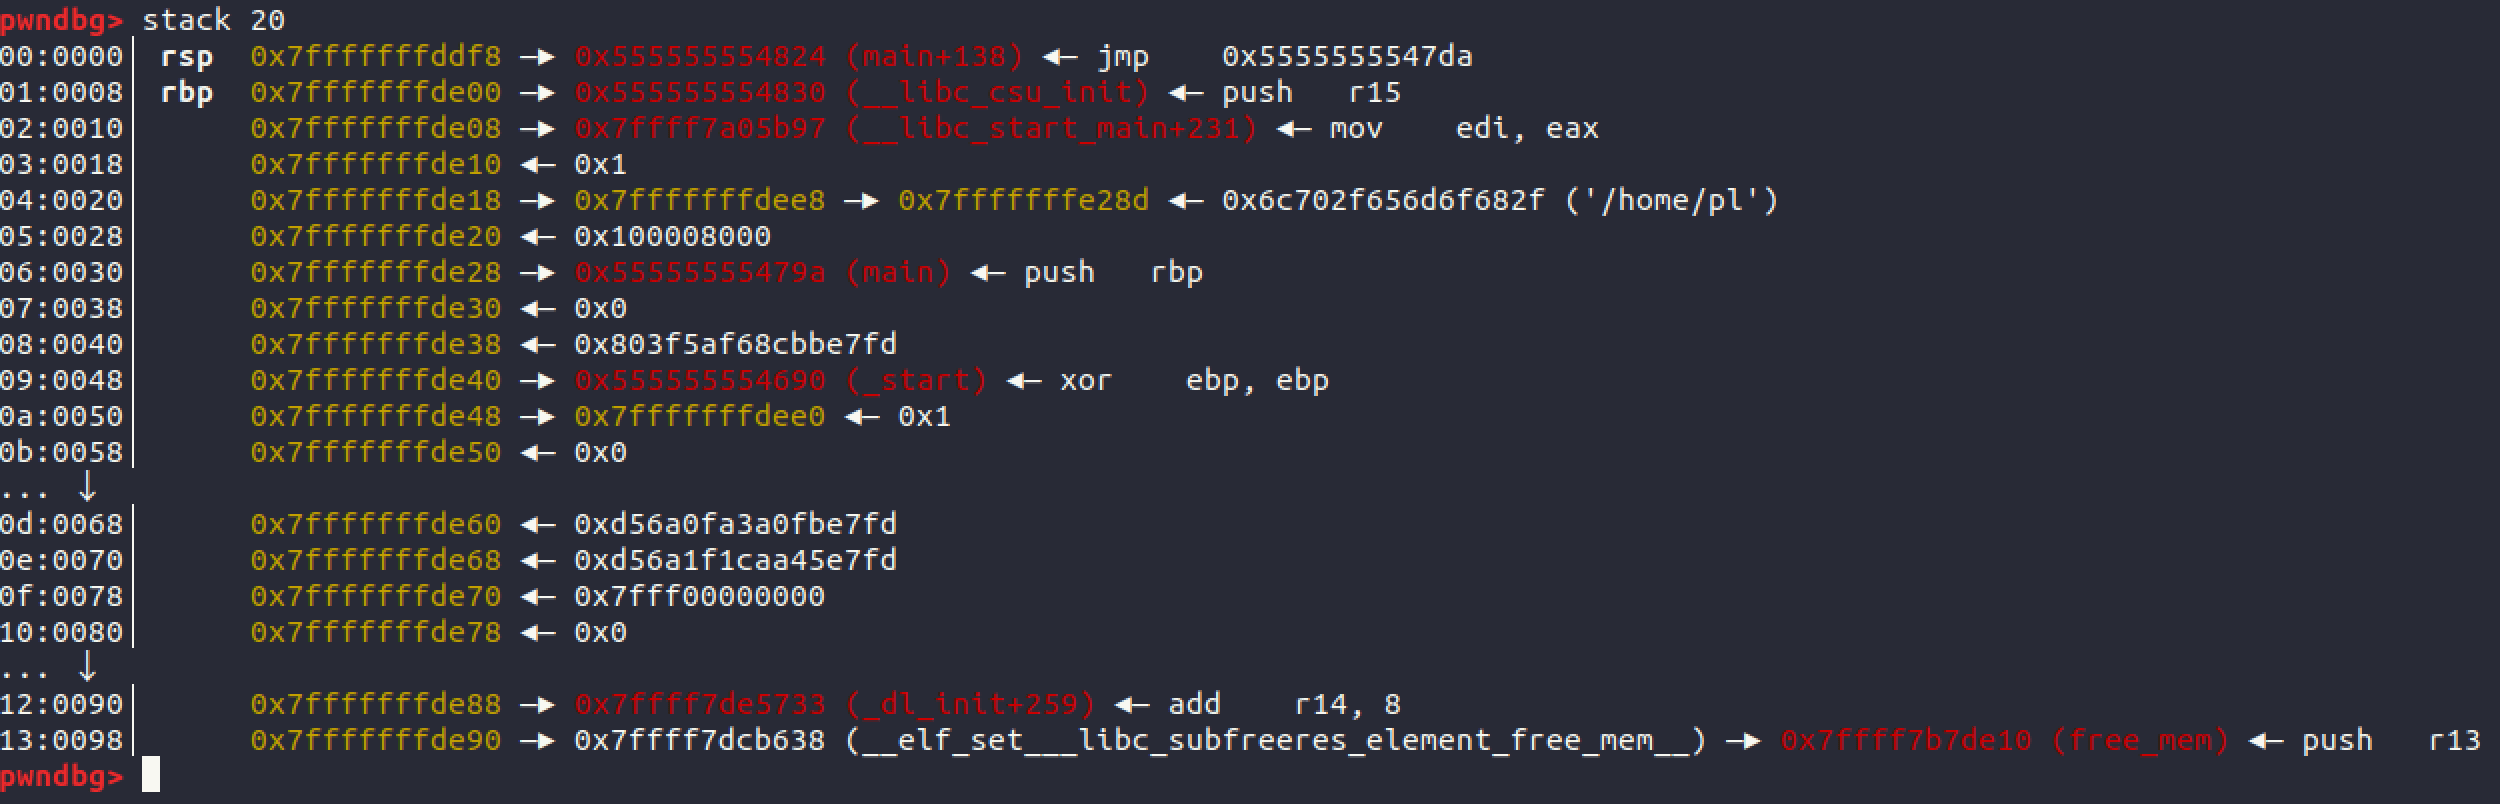 pwndbg> stack 20
00:0000│ rsp 0x7fffffffddf8 —▸ 0x555555554824 (main+138) ◂— jmp 0x5555555547da
01:0008│ rbp 0x7fffffffde00 —▸ 0x555555554830 (__libc_csu_init) ◂— push r15
02:0010│ 0x7fffffffde08 —▸ 0x7ffff7a05b97 (__libc_start_main+231) ◂— mov edi, eax
03:0018│ 0x7fffffffde10 ◂— 0x1
04:0020│ 0x7fffffffde18 —▸ 0x7fffffffdee8 —▸ 0x7fffffffe28d ◂— 0x6c702f656d6f682f ('/home/pl')
05:0028│ 0x7fffffffde20 ◂— 0x100008000
06:0030│ 0x7fffffffde28 —▸ 0x55555555479a (main) ◂— push rbp
07:0038│ 0x7fffffffde30 ◂— 0x0
08:0040│ 0x7fffffffde38 ◂— 0x803f5af68cbbe7fd
09:0048│ 0x7fffffffde40 —▸ 0x555555554690 (_start) ◂— xor ebp, ebp
0a:0050│ 0x7fffffffde48 —▸ 0x7fffffffdee0 ◂— 0x1
0b:0058│ 0x7fffffffde50 ◂— 0x0
... ↓
0d:0068│ 0x7fffffffde60 ◂— 0xd56a0fa3a0fbe7fd
0e:0070│ 0x7fffffffde68 ◂— 0xd56a1f1caa45e7fd
0f:0078│ 0x7fffffffde70 ◂— 0x7fff00000000
10:0080│ 0x7fffffffde78 ◂— 0x0
... ↓
12:0090│ 0x7fffffffde88 —▸ 0x7ffff7de5733 (_dl_init+259) ◂— add r14, 8
13:0098│ 0x7fffffffde90 —▸ 0x7ffff7dcb638 (__elf_set___libc_subfreeres_element_free_mem__) —▸ 0x7ffff7b7de10 (free_mem) ◂— push r13
pwndbg>